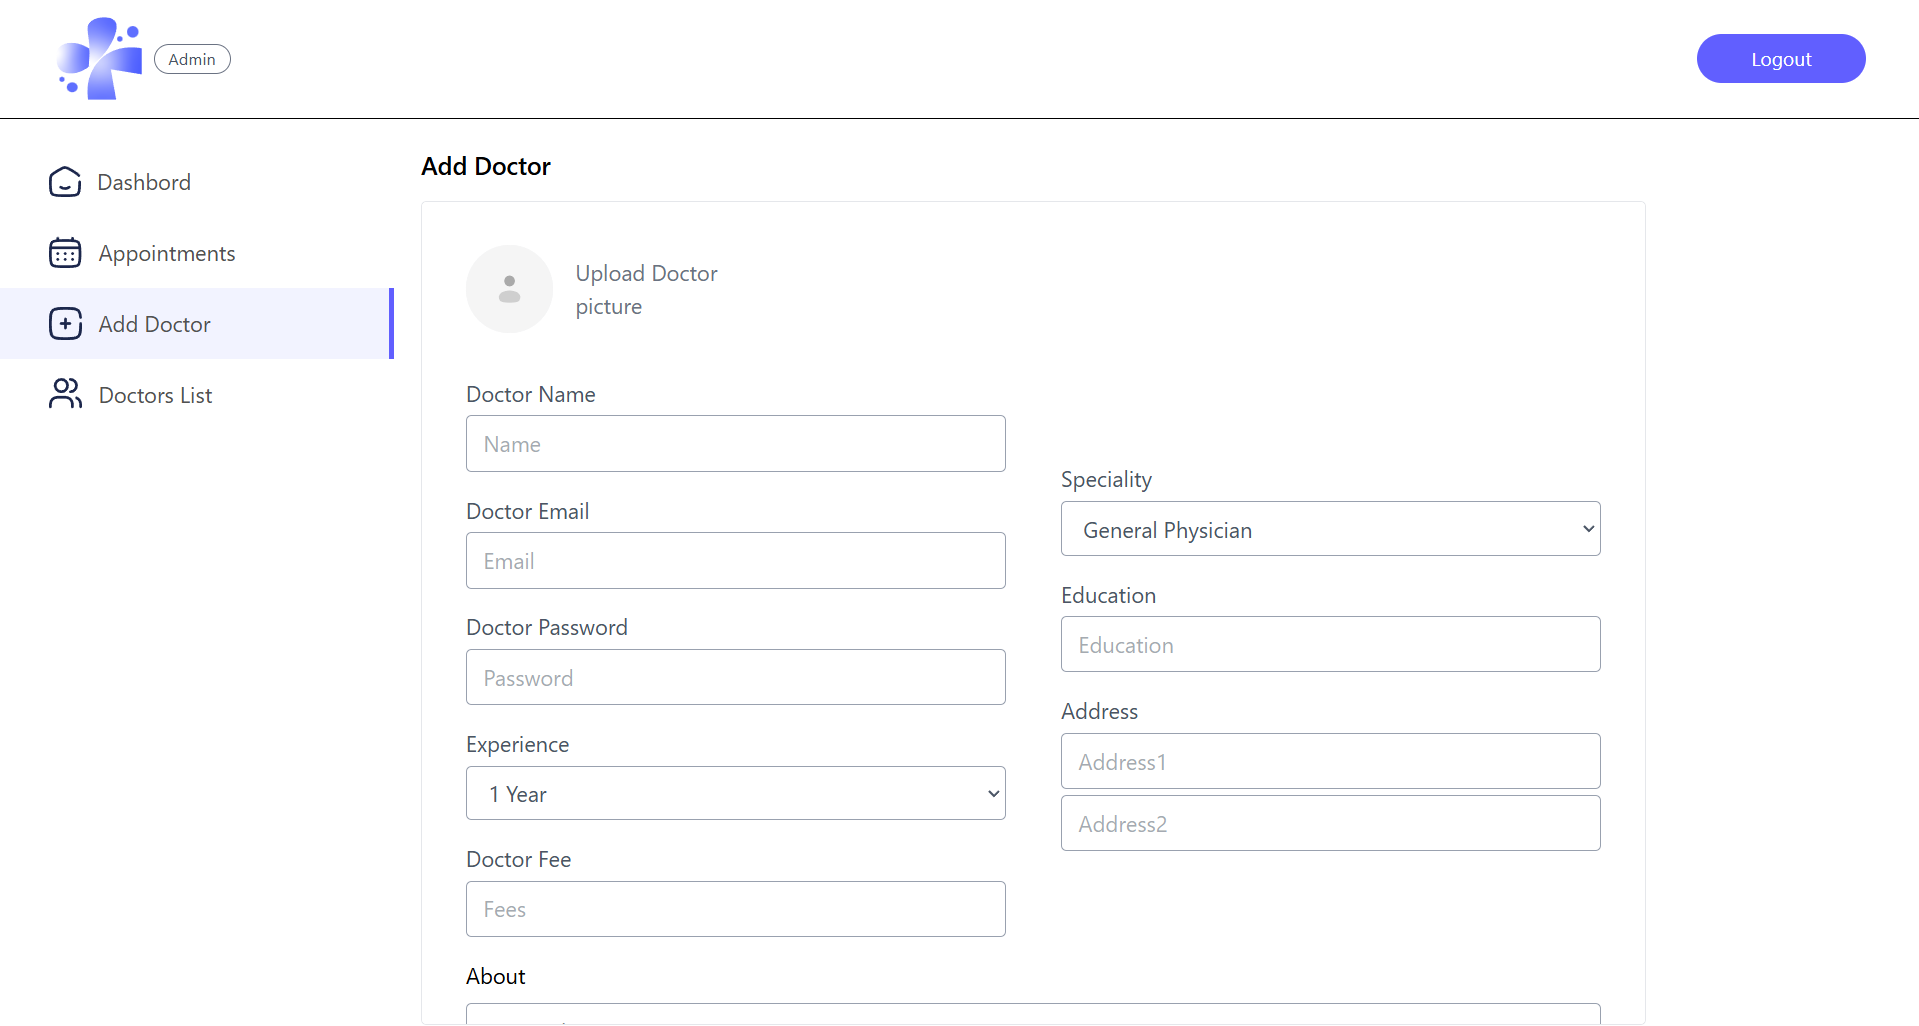 Admin
Logout
Dashbord
Appointments
Add Doctor
Doctors List
Add Doctor
Upload Doctor
picture
Doctor Name
Name
Doctor Email
Email
Doctor Password
Password
Experience
1 Year
Doctor Fee
Fees
Speciality
General Physician
Education
Education
Address
Address1
Address2
About